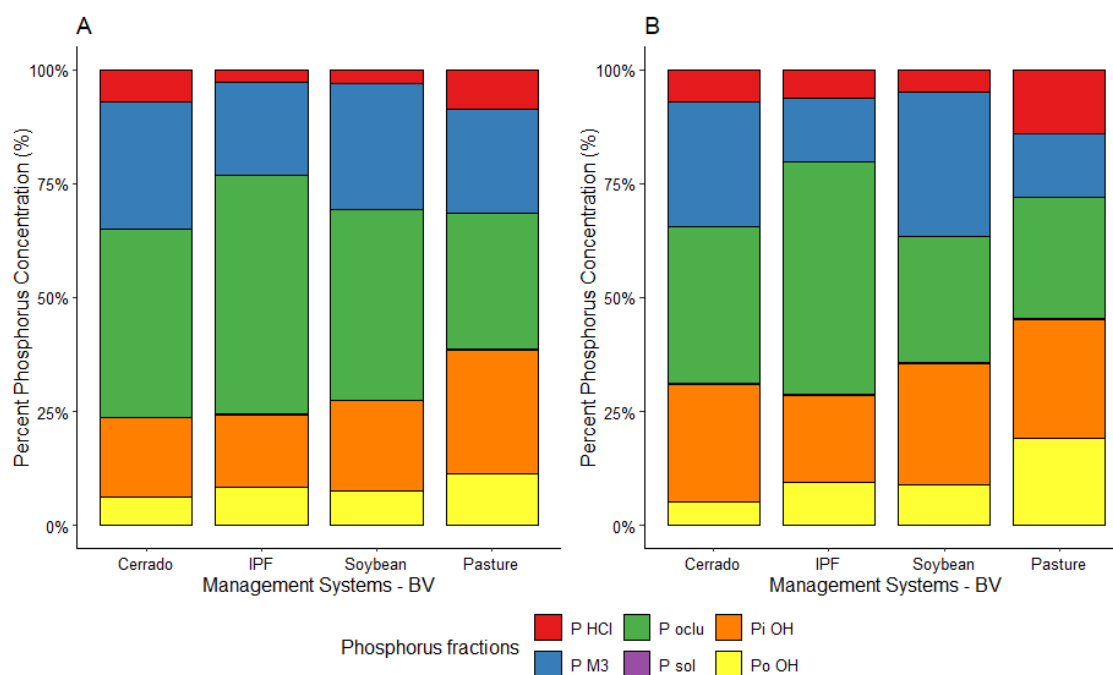 A
B
Percent Phosphorus Concentration (%)
100%
75%
50%
25%
0%
Cerrado IPF Soybean Pasture
Management Systems - BV
Percent Phosphorus Concentration (%)
100%
75%
50%
25%
0%
Cerrado IPF Soybean Pasture
Management Systems - BV
Phosphorus fractions
P HCl P oclu Pi OH
P M3 P sol Po OH